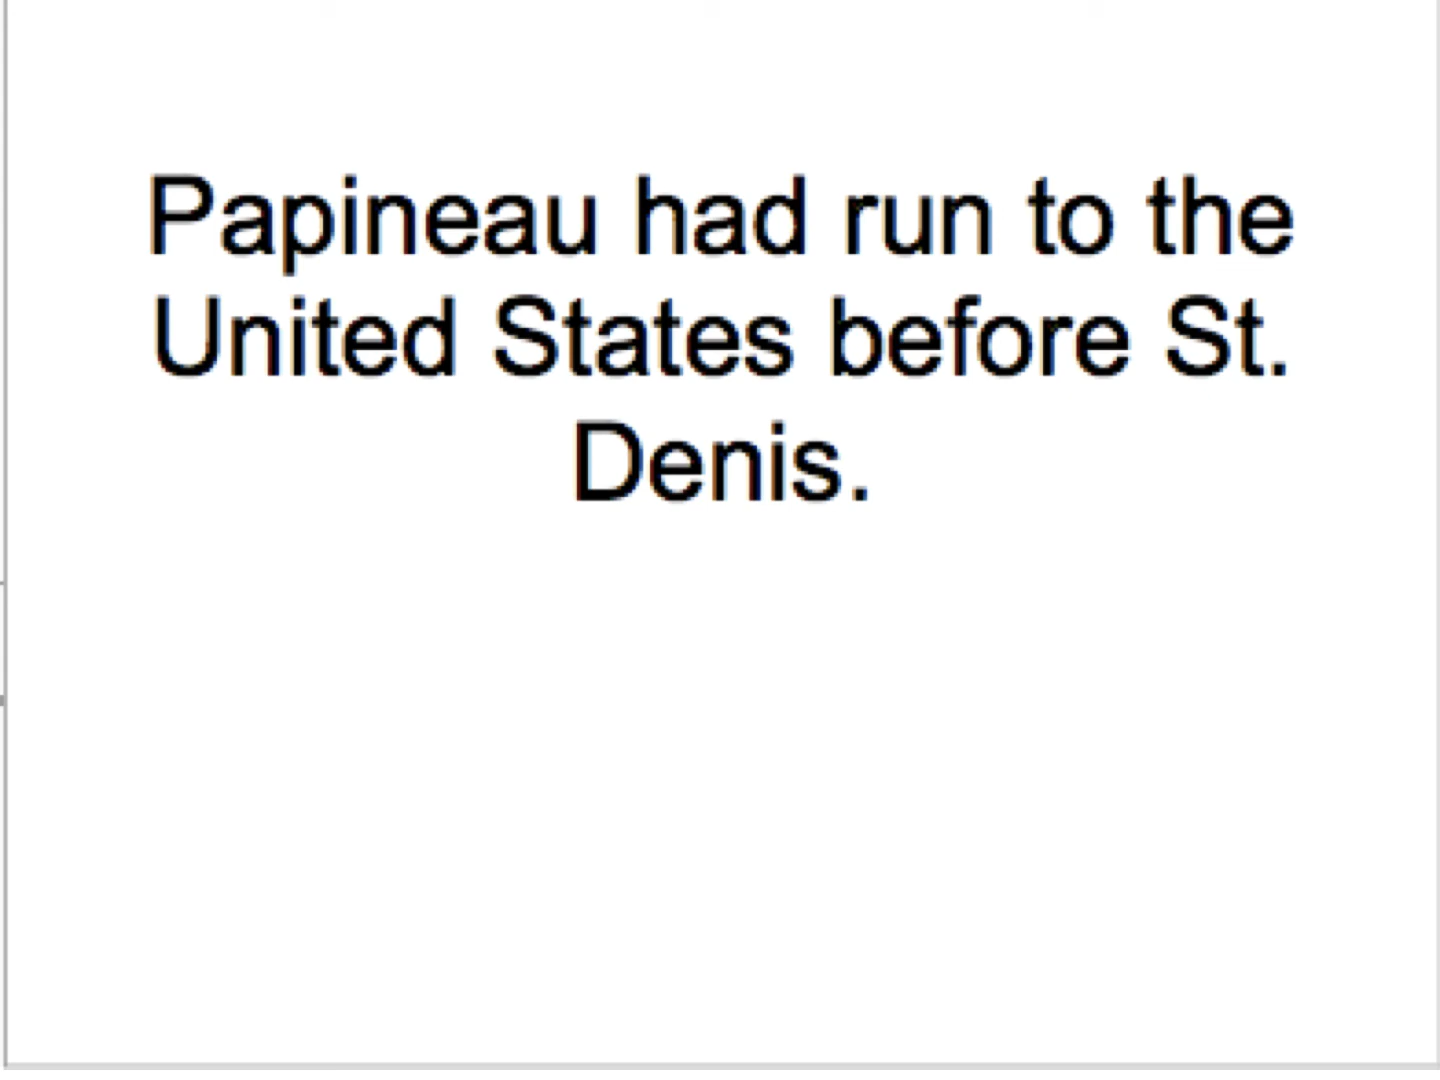 Papineau had run to the
United States before St.
Denis.